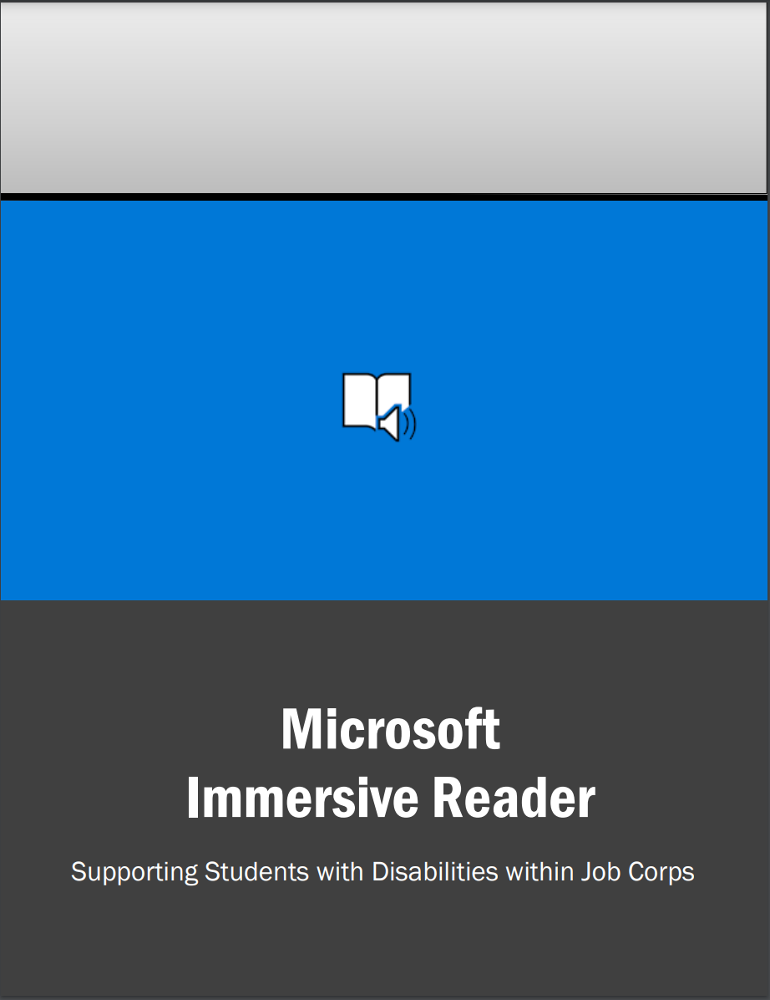 Microsoft
Immersive Reader
Supporting Students with Disabilities within Job Corps